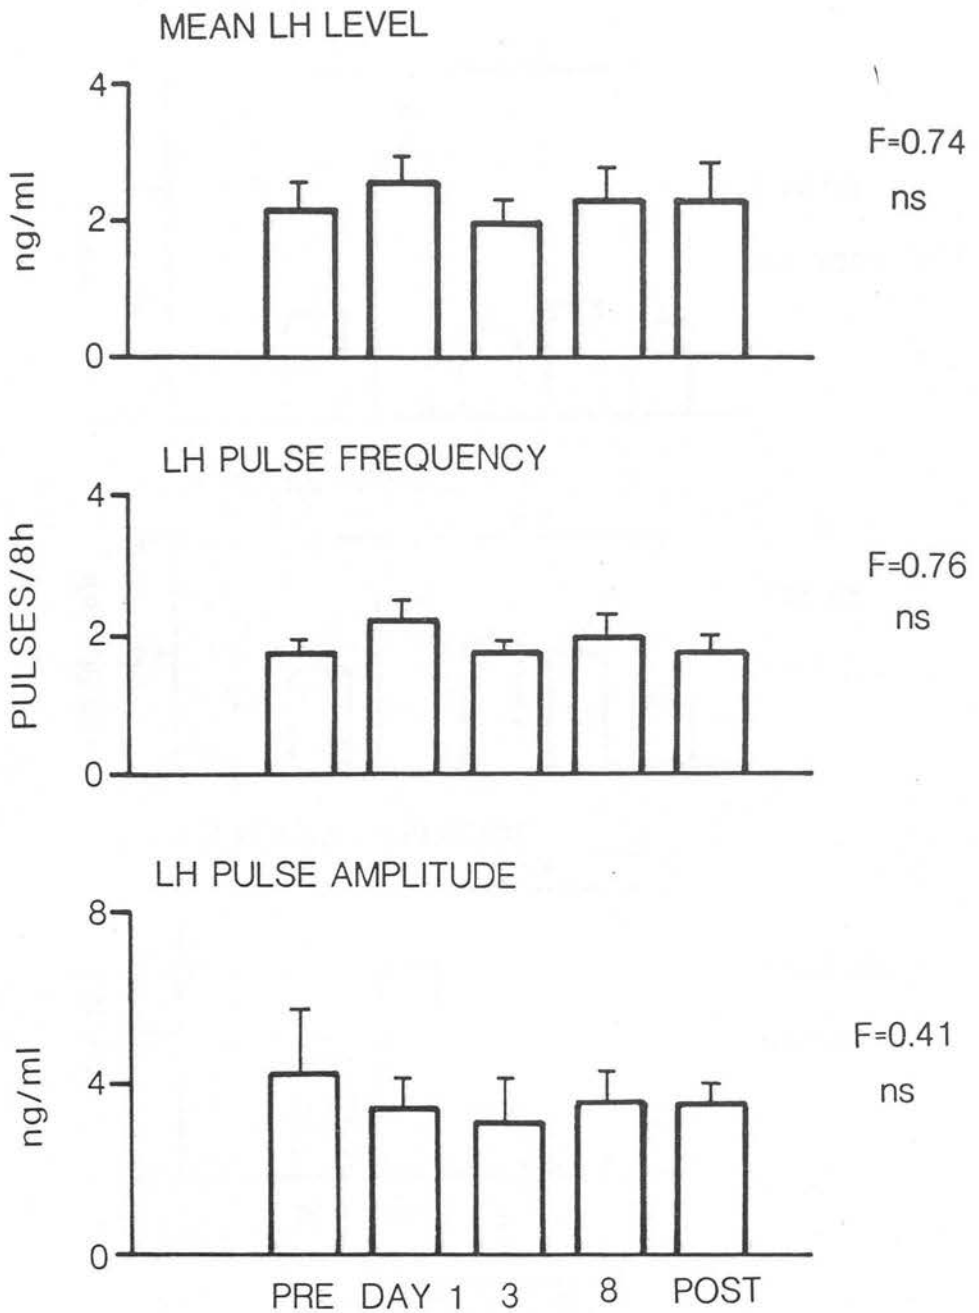 MEAN LH LEVEL
4
2
0
ng/ml
F=0.74
ns
LH PULSE FREQUENCY
4
2
0
PULSES/8h
F=0.76
ns
LH PULSE AMPLITUDE
8
4
0
ng/ml
F=0.41
ns
PRE DAY 1 3 8 POST